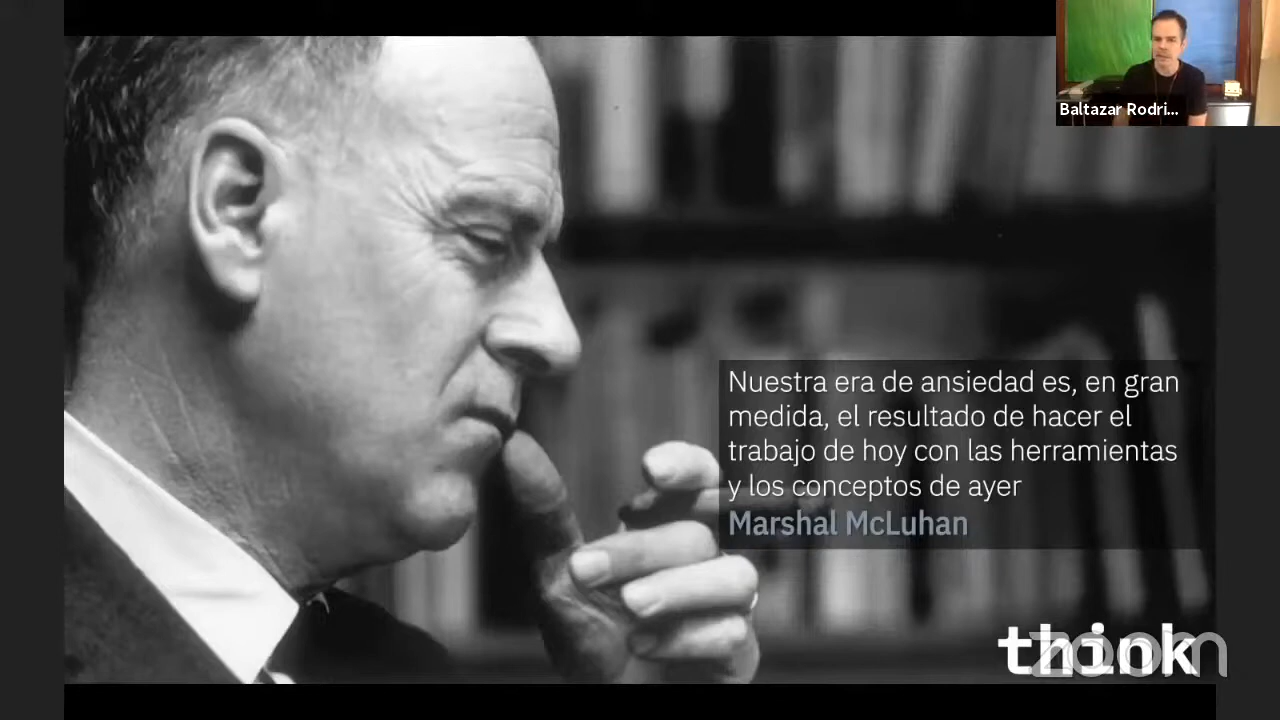 Baltazar Rodri...
Nuestra era de ansiedad es, en gran
medida, el resultado de hacer el
trabajo de hoy con las herramientas
y los conceptos de ayer
Marshal McLuhan
think
zoom